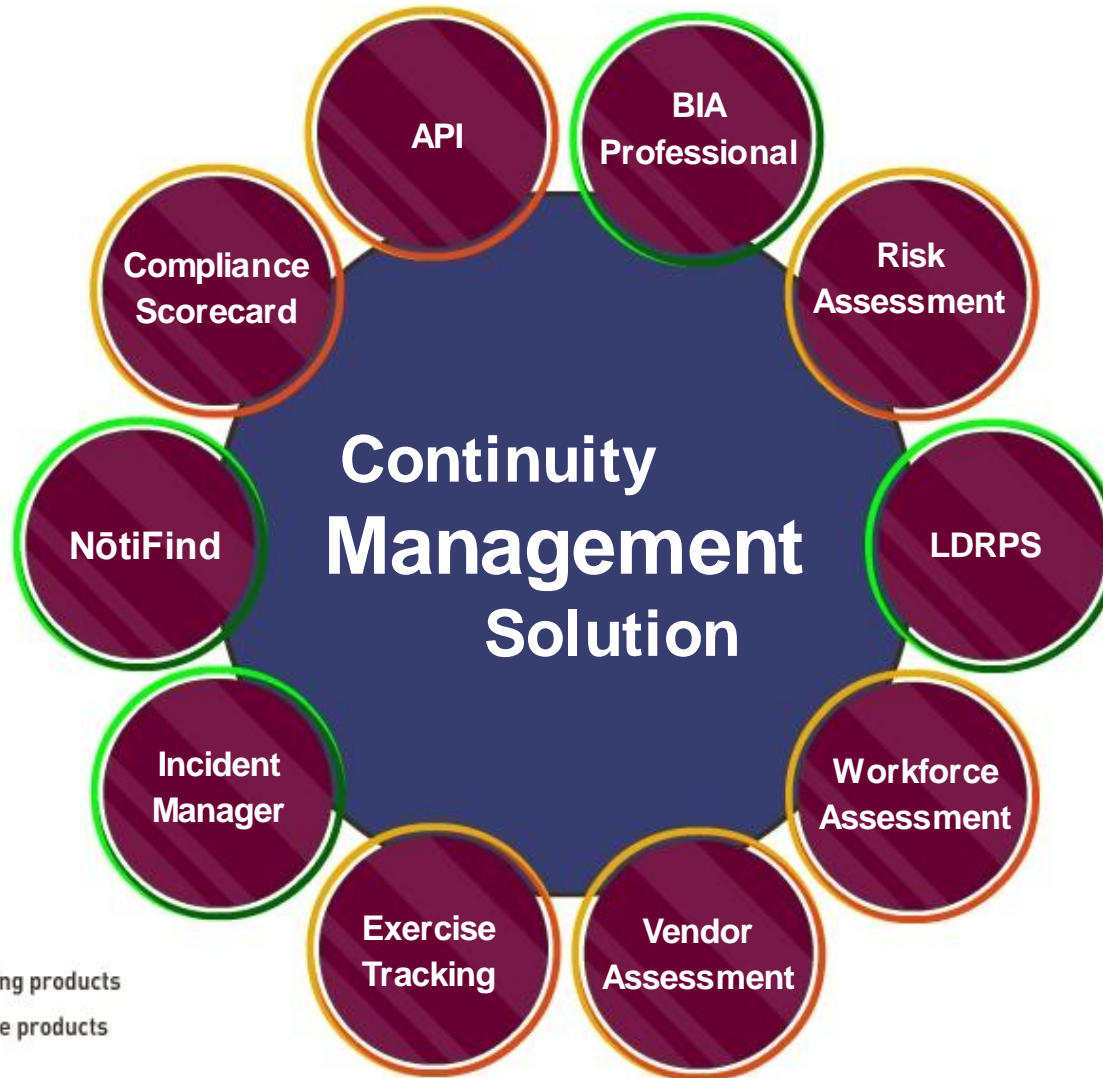 API
BIA
Professional
Compliance
Scorecard
Risk
Assessment
Continuity
Management
Solution
NōtiFind
LDRPS
Incident
Manager
Workforce
Assessment
Exercise
Tracking
Vendor
Assessment
products
products